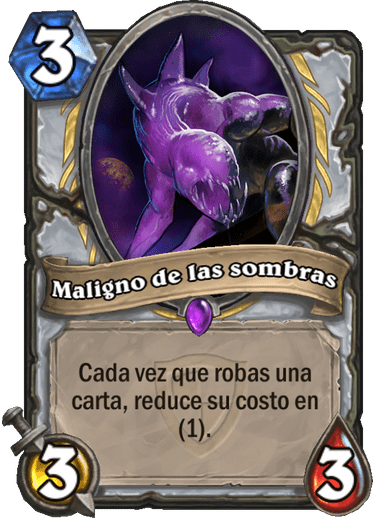 3
Maligno de las sombras
Cada vez que robas una
carta, reduce su costo en
(1).
3
3